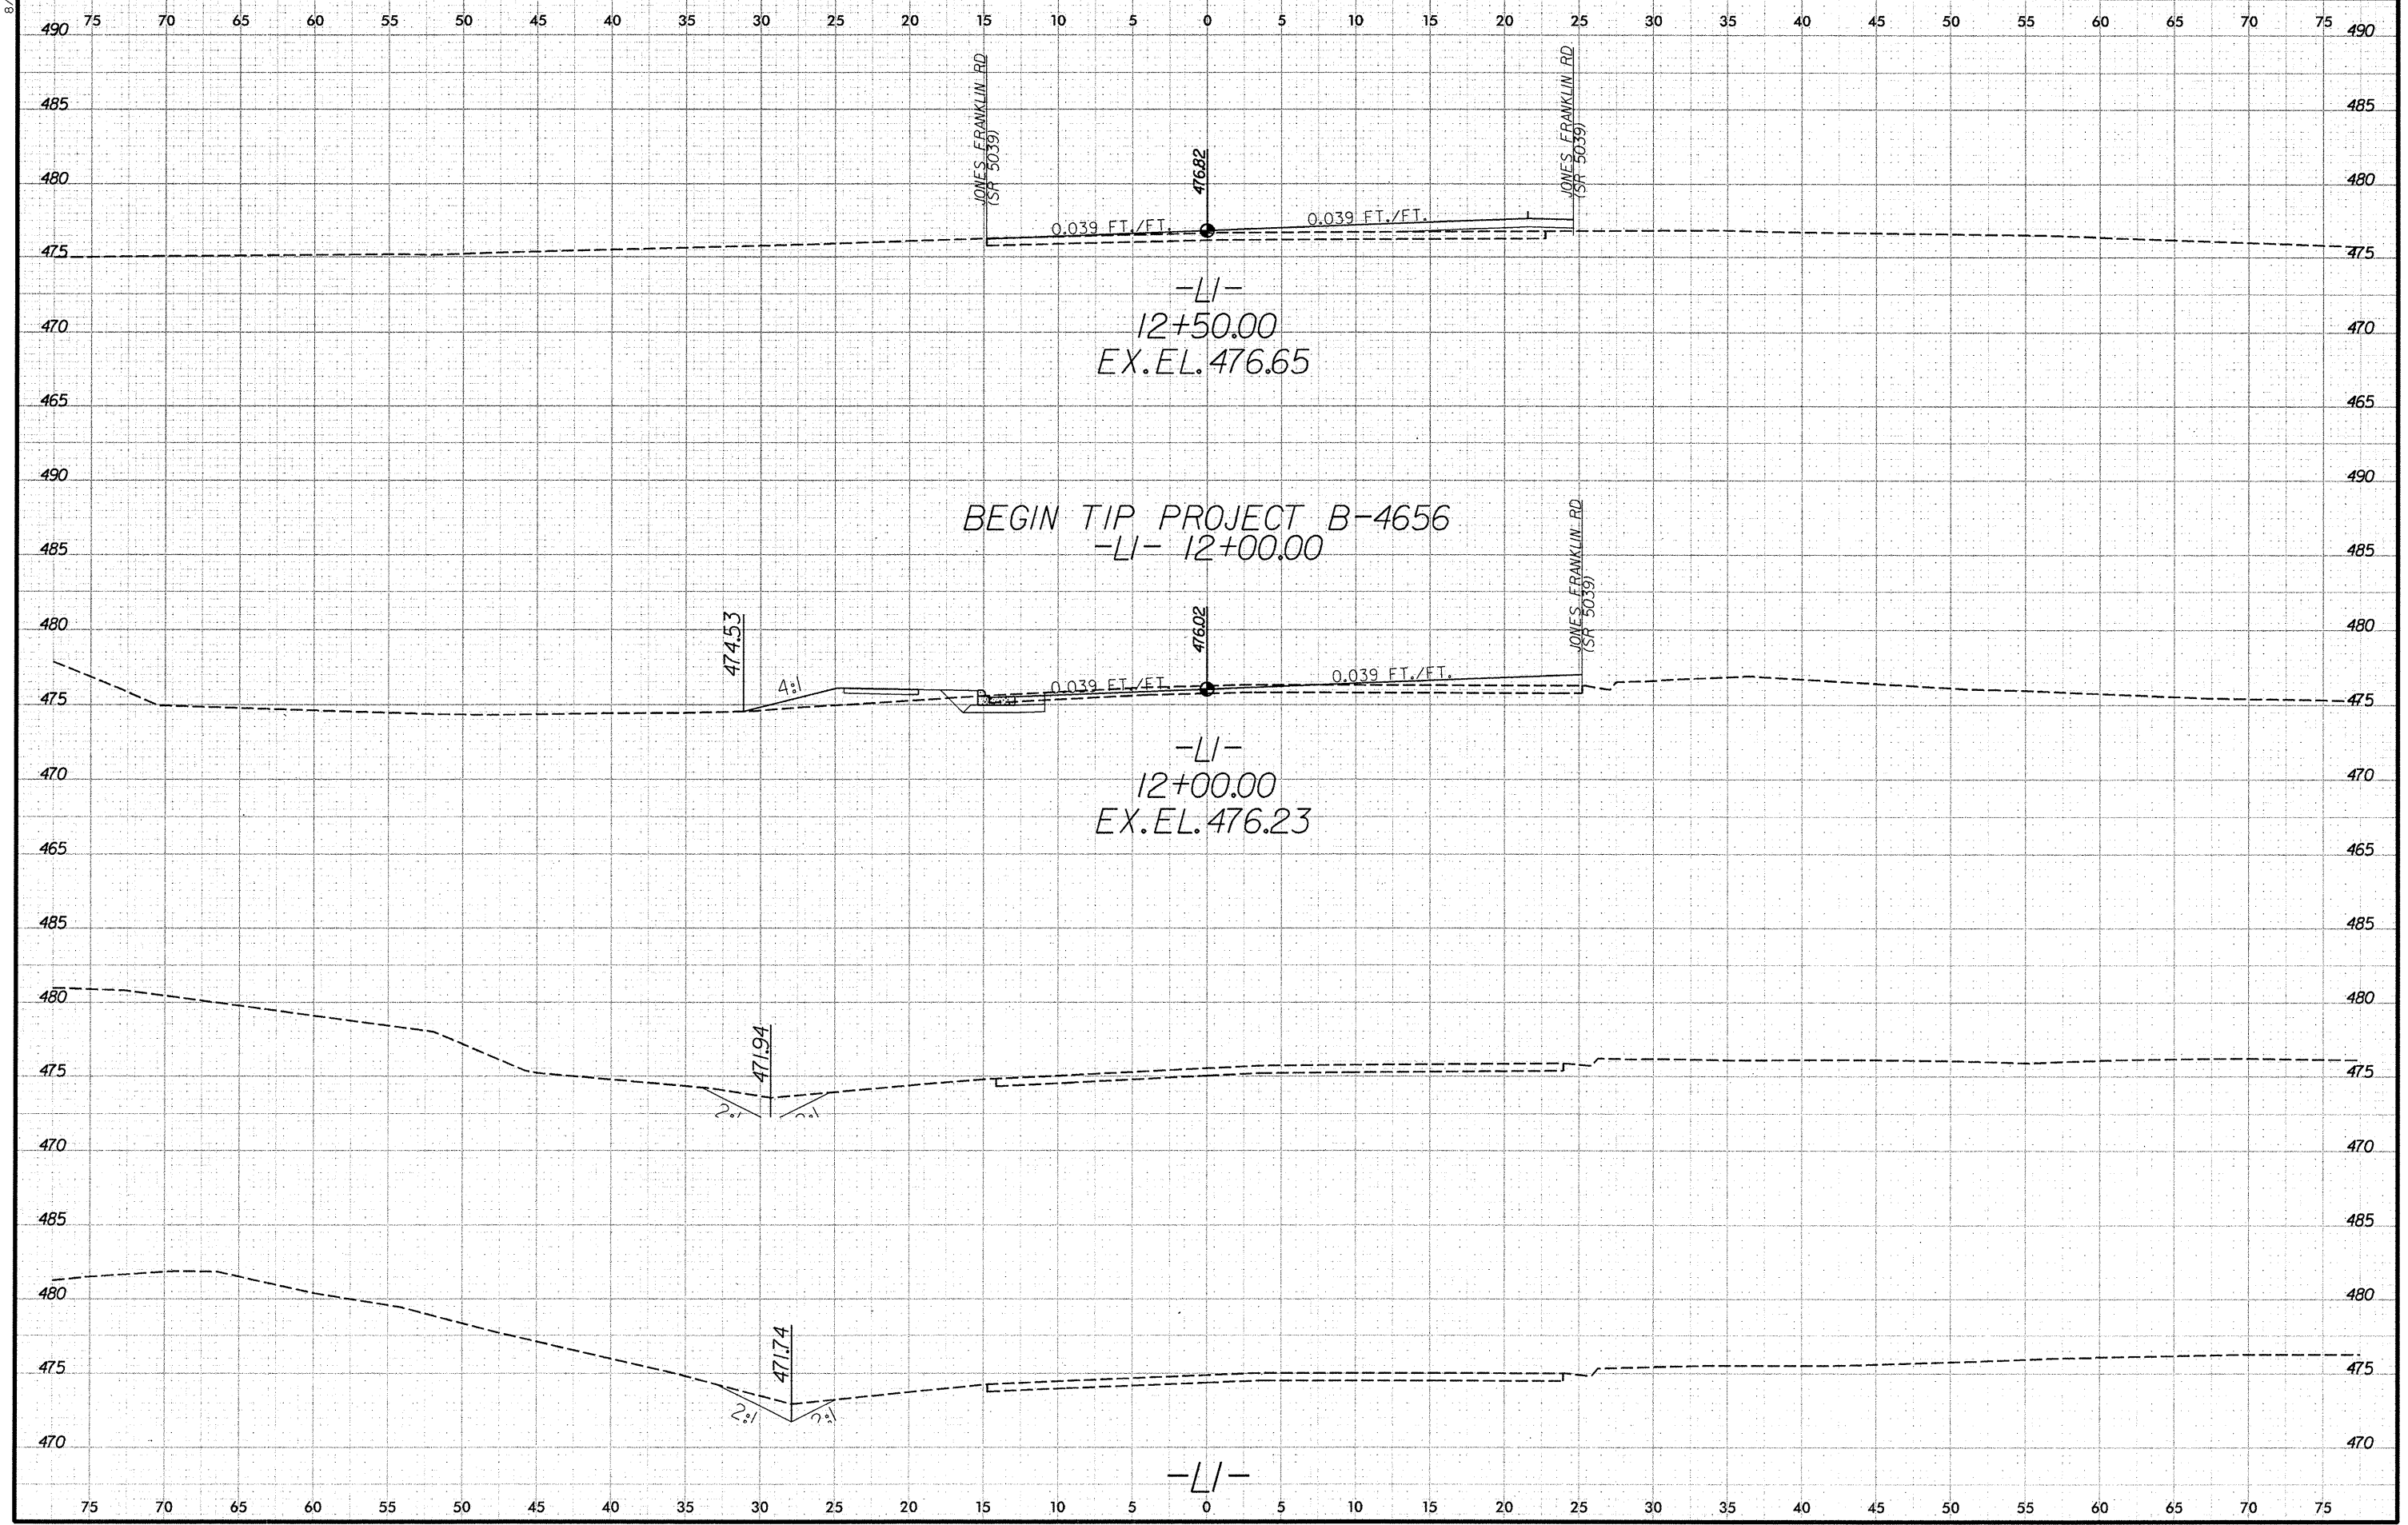 8/
75 70 65 60 55 50 45 40 35 30 25 20 15 10 5 0 5 10 15 20 25 30 35 40 45 50 55 60 65 70 75
490 490
JONES FRANKLIN RD
(SR 5039)
JONES FRANKLIN RD
(SR 5039)
485 485
476.82
480 480
0.039 FT./FT. 0.039 FT./FT.
475 475
-L1-
12+50.00
EX.EL.476.65
470 470
465 465
490 490
BEGIN TIP PROJECT B-4656
-L1- 12+00.00
JONES FRANKLIN RD
(SR 5039)
485 485
480 480
474.53
476.02
4:1
0.039 FT./FT. 0.039 FT./FT.
475 475
-L1-
12+00.00
EX.EL.476.23
470 470
465 465
485 485
480 480
471.94
475 475
2:1 2:1
470 470
485 485
480 480
471.74
475 475
2:1 2:1
470 470
-L1-
75 70 65 60 55 50 45 40 35 30 25 20 15 10 5 0 5 10 15 20 25 30 35 40 45 50 55 60 65 70 75